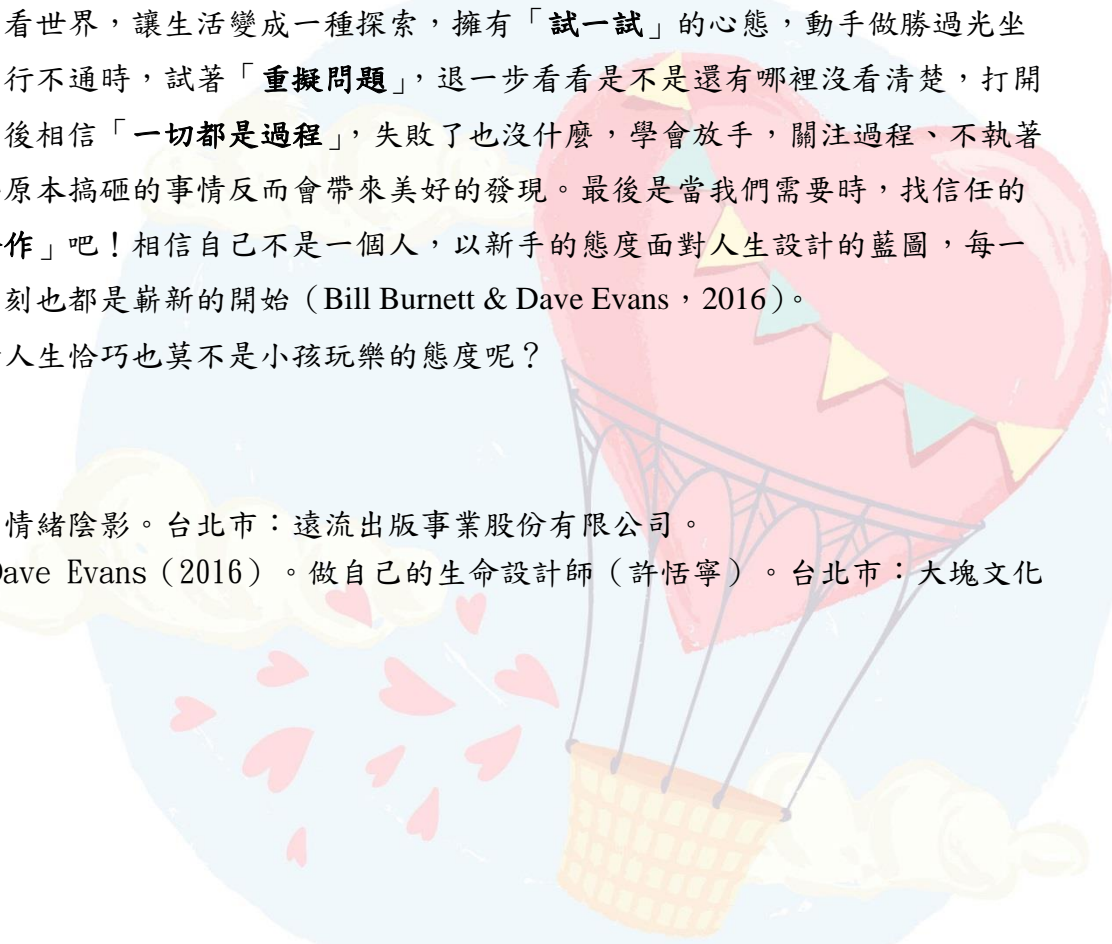 看世界，讓生活變成一種探索，擁有「試一試」的心態，動手做勝過光坐
行不通時，試著「重擬問題」，退一步看看是不是還有哪裡沒看清楚，打開
後相信「一切都是過程」，失敗了也沒什麼，學會放手，關注過程、不執著
原本搞砸的事情反而會帶來美好的發現。最後是當我們需要時，找信任的
作」吧！相信自己不是一個人，以新手的態度面對人生設計的藍圖，每一
刻也都是嶄新的開始（Bill Burnett & Dave Evans，2016）。
人生恰巧也莫不是小孩玩樂的態度呢？
情緒陰影。台北市：遠流出版事業股份有限公司。
Dave Evans（2016）。做自己的生命設計師（許恬寧）。台北市：大塊文化